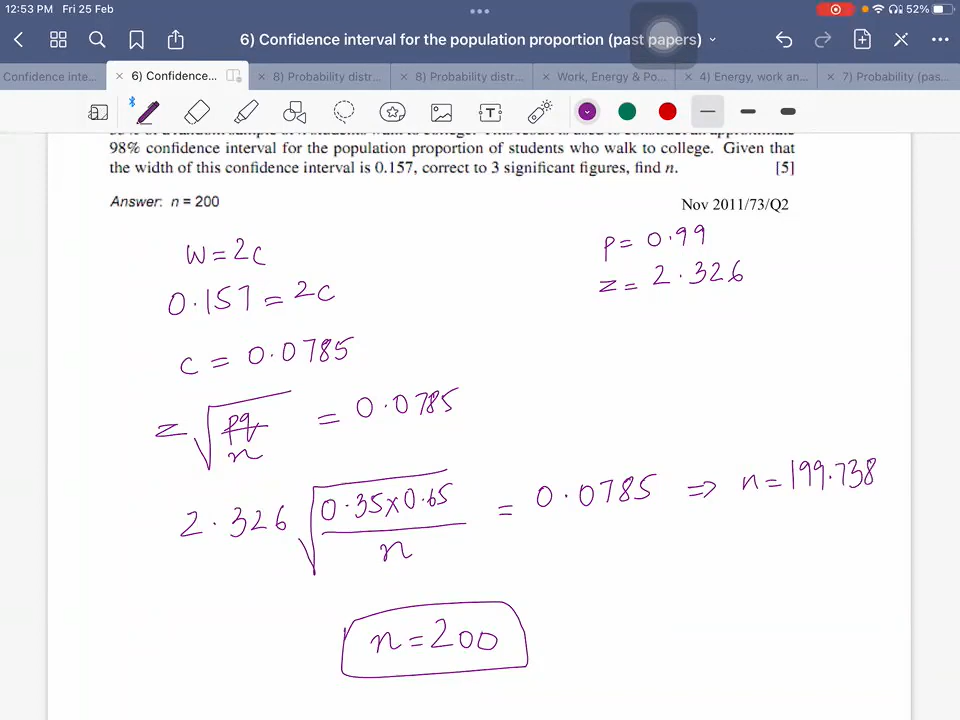 12:53 PM Fri 25 Feb
52%
6) Confidence interval for the population proportion (past papers)
Confidence inte...
6) Confidence...
8) Probability distr...
8) Probability distr...
Work, Energy & Po...
4) Energy, work an...
7) Probability (pas
98% confidence interval for the population proportion of students who walk to college. Given that
the width of this confidence interval is 0.157, correct to 3 significant figures, find n. [5]
Answer: n = 200
Nov 2011/73/Q2
W = 2c
p = 0.99
0.157 = 2c
z = 2.326
c = 0.0785
z √(pq/n) = 0.0785
2.326 √(0.35×0.65/n) = 0.0785 ⇒ n = 199.738
n = 200